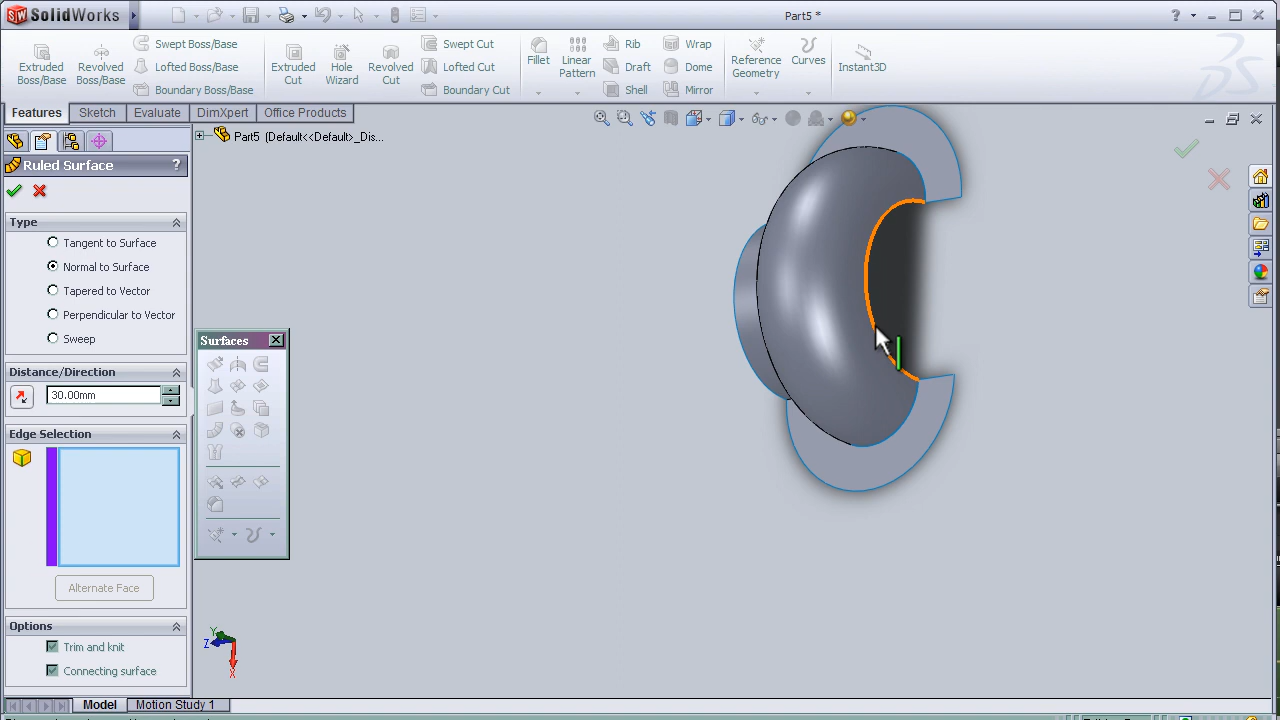 SolidWorks
Part5 *
Extruded Boss/Base
Revolved Boss/Base
Swept Boss/Base
Lofted Boss/Base
Boundary Boss/Base
Extruded Cut
Hole Wizard
Revolved Cut
Swept Cut
Lofted Cut
Boundary Cut
Fillet
Linear Pattern
Rib
Draft
Shell
Wrap
Dome
Mirror
Reference Geometry
Curves
Instant3D
Features
Sketch
Evaluate
DimXpert
Office Products
Part5 (Default<<Default>_Dis...
Ruled Surface
?
Type
Tangent to Surface
Normal to Surface
Tapered to Vector
Perpendicular to Vector
Sweep
Distance/Direction
30.00mm
Edge Selection
Alternate Face
Options
Trim and knit
Connecting surface
Surfaces
Y
Z
X
Model
Motion Study 1